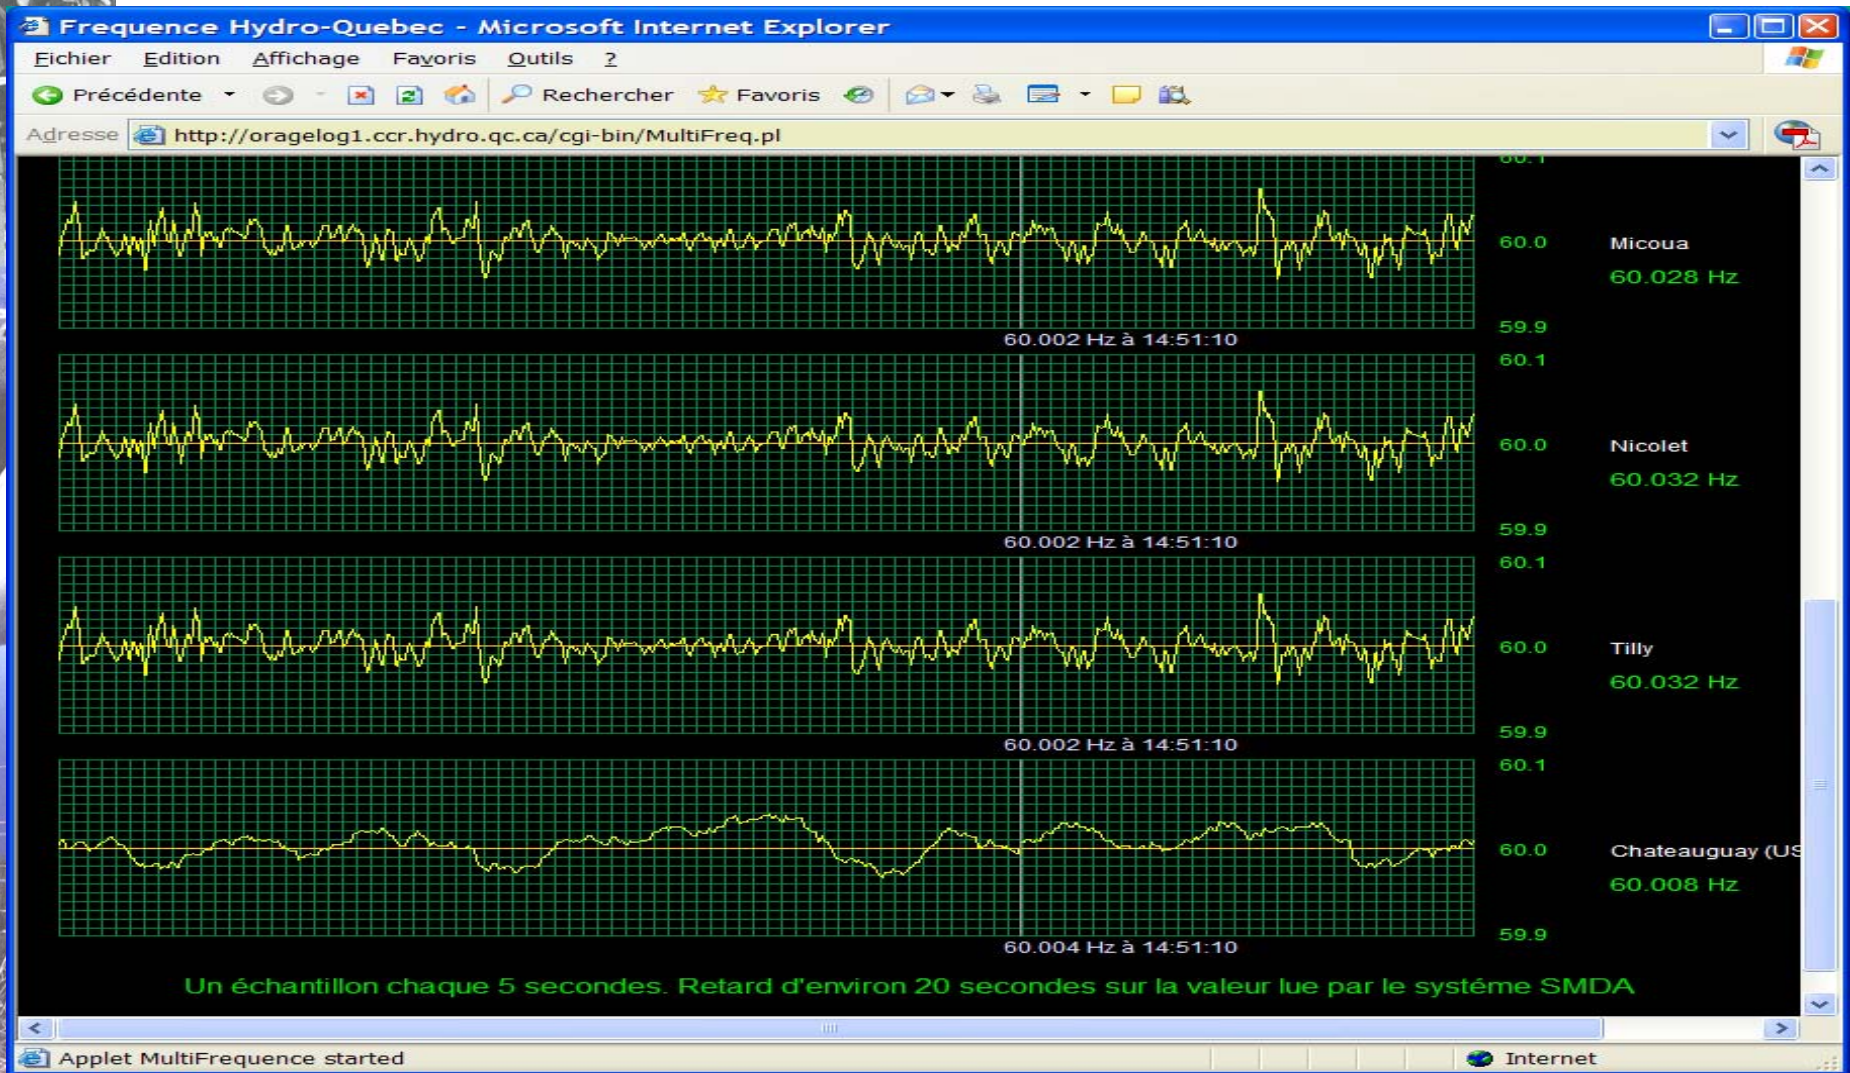 Frequence Hydro-Quebec - Microsoft Internet Explorer
Fichier Edition Affichage Favoris Outils ?
Précédente Rechercher Favoris
Adresse http://oragelog1.ccr.hydro.qc.ca/cgi-bin/MultiFreq.pl
60.1
60.0 Micoua
60.028 Hz
59.9
60.002 Hz à 14:51:10
60.1
60.0 Nicolet
60.032 Hz
59.9
60.002 Hz à 14:51:10
60.1
60.0 Tilly
60.032 Hz
59.9
60.002 Hz à 14:51:10
60.1
60.0 Chateauguay (US
60.008 Hz
59.9
60.004 Hz à 14:51:10
Un échantillon chaque 5 secondes. Retard d'environ 20 secondes sur la valeur lue par le systéme SMDA
Applet MultiFrequence started Internet